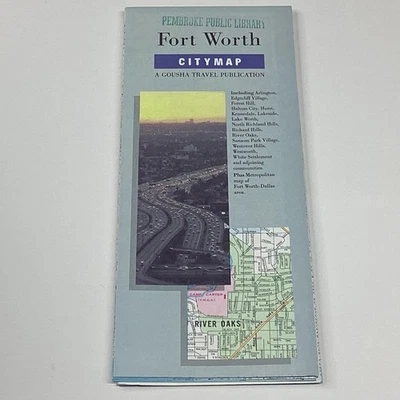 PEMBROKE PUBLIC LIBRARY
Fort Worth
CITYMAP
A GOUSHA TRAVEL PUBLICATION
Including Arlington,
Edgecliff Village,
Forest Hill,
Haltom City, Hurst,
Kennedale, Lakeside,
Lake Worth,
North Richland Hills,
Richland Hills,
River Oaks,
Sansom Park Village,
Westover Hills,
Westworth,
White Settlement
and adjoining
communities
Plus Metropolitan
map of
Fort Worth-Dallas
area.
RIVER OAKS